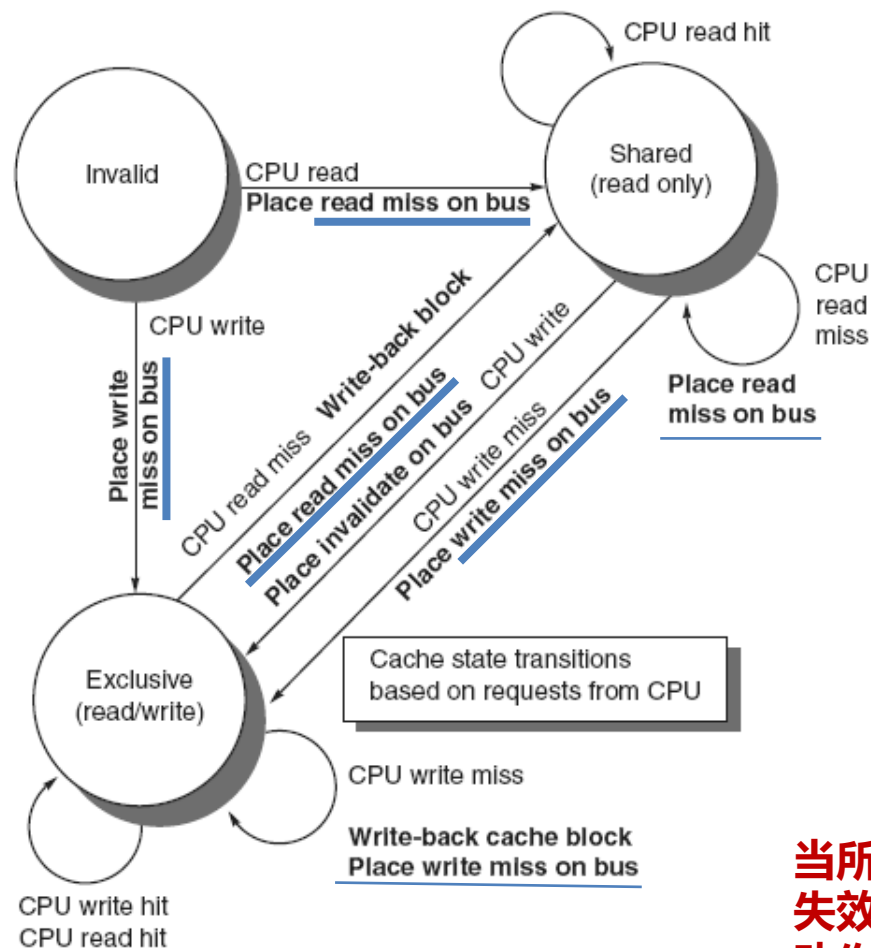 CPU read hit
Invalid
Shared
(read only)
CPU read
Place read miss on bus
CPU
read
miss
Place read
miss on bus
CPU write
Place write
miss on bus
CPU read miss Write-back block
Place read miss on bus
CPU write
Place invalidate on bus
CPU write miss
Place write miss on bus
Cache state transitions
based on requests from CPU
Exclusive
(read/write)
CPU write miss
Write-back cache block
Place write miss on bus
CPU write hit
CPU read hit
当所
失效